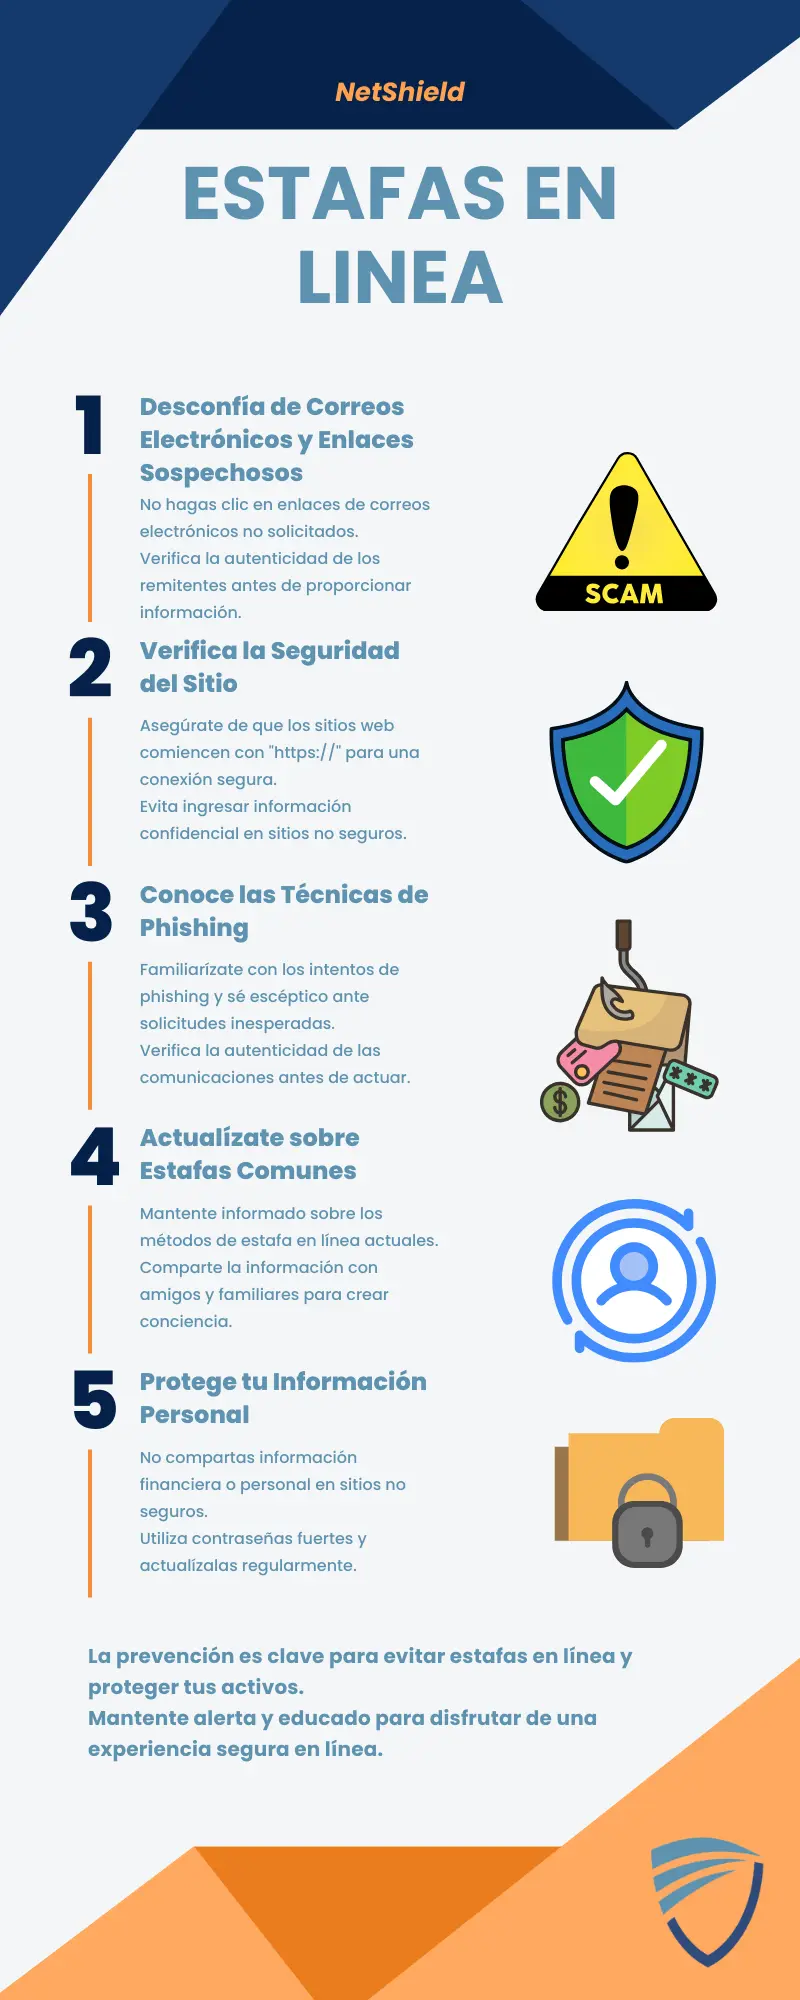 NetShield
ESTAFAS EN
LINEA
1
Desconfía de Correos
Electrónicos y Enlaces
Sospechosos
No hagas clic en enlaces de correos
electrónicos no solicitados.
Verifica la autenticidad de los
remitentes antes de proporcionar
información.
SCAM
2
Verifica la Seguridad
del Sitio
Asegúrate de que los sitios web
comiencen con "https://" para una
conexión segura.
Evita ingresar información
confidencial en sitios no seguros.
3
Conoce las Técnicas de
Phishing
Familiarízate con los intentos de
phishing y sé escéptico ante
solicitudes inesperadas.
Verifica la autenticidad de las
comunicaciones antes de actuar.
$
***
4
Actualízate sobre
Estafas Comunes
Mantente informado sobre los
métodos de estafa en línea actuales.
Comparte la información con
amigos y familiares para crear
conciencia.
5
Protege tu Información
Personal
No compartas información
financiera o personal en sitios no
seguros.
Utiliza contraseñas fuertes y
actualízalas regularmente.
La prevención es clave para evitar estafas en línea y
proteger tus activos.
Mantente alerta y educado para disfrutar de una
experiencia segura en línea.